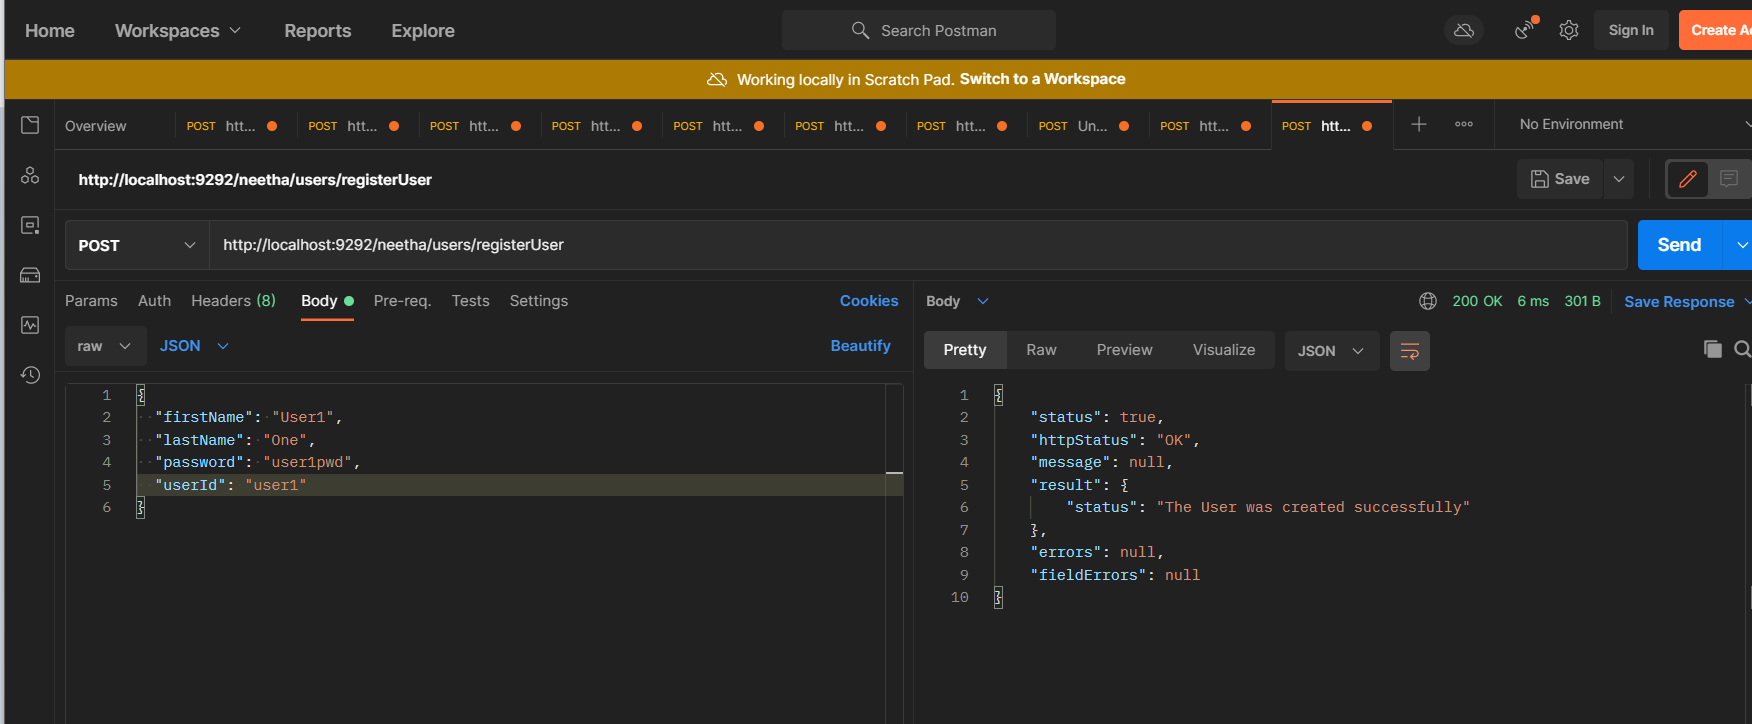 Home Workspaces Reports Explore Search Postman Sign In
Working locally in Scratch Pad. Switch to a Workspace
Overview POST htt... POST htt... POST htt... POST htt... POST htt... POST htt... POST htt... POST Un... POST htt... POST htt... No Environment
http://localhost:9292/neetha/users/registerUser Save
POST http://localhost:9292/neetha/users/registerUser Send
Params Auth Headers (8) Body Pre-req. Tests Settings Cookies
raw JSON Beautify
1 {
2 "firstName": "User1",
3 "lastName": "One",
4 "password": "user1pwd",
5 "userId": "user1"
6 }
Body 200 OK 6 ms 301 B Save Response
Pretty Raw Preview Visualize JSON
1 {
2 "status": true,
3 "httpStatus": "OK",
4 "message": null,
5 "result": {
6 "status": "The User was created successfully"
7 },
8 "errors": null,
9 "fieldErrors": null
10 }